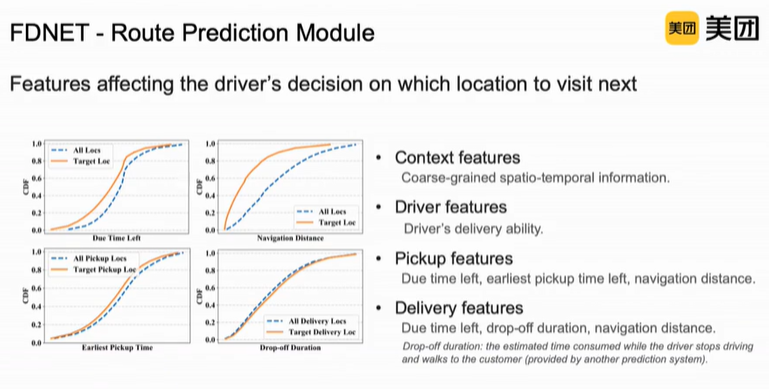 FDNET - Route Prediction Module
美团 美团
Features affecting the driver's decision on which location to visit next
1.0
0.8
0.6
0.4
0.2
0.0
CDF
All Locs
Target Loc
Due Time Left
1.0
0.8
0.6
0.4
0.2
0.0
CDF
All Locs
Target Loc
Navigation Distance
1.0
0.8
0.6
0.4
0.2
0.0
CDF
All Pickup Locs
Target Pickup Loc
Earliest Pickup Time
1.0
0.8
0.6
0.4
0.2
0.0
CDF
All Delivery Locs
Target Delivery Loc
Drop-off Duration
• Context features
Coarse-grained spatio-temporal information.
• Driver features
Driver's delivery ability.
• Pickup features
Due time left, earliest pickup time left, navigation distance.
• Delivery features
Due time left, drop-off duration, navigation distance.
Drop-off duration: the estimated time consumed while the driver stops driving
and walks to the customer (provided by another prediction system).